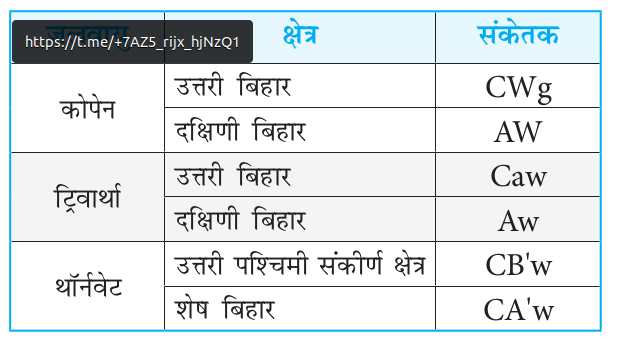 https://t.me/+7AZ5_rijx_hjNzQ1 क्षेत्र संकेतक
कोपेन उत्तरी बिहार CWg
दक्षिणी बिहार AW
ट्रिवार्था उत्तरी बिहार Caw
दक्षिणी बिहार Aw
थॉर्नवेट उत्तरी पश्चिमी संकीर्ण क्षेत्र CB'w
शेष बिहार CA'w